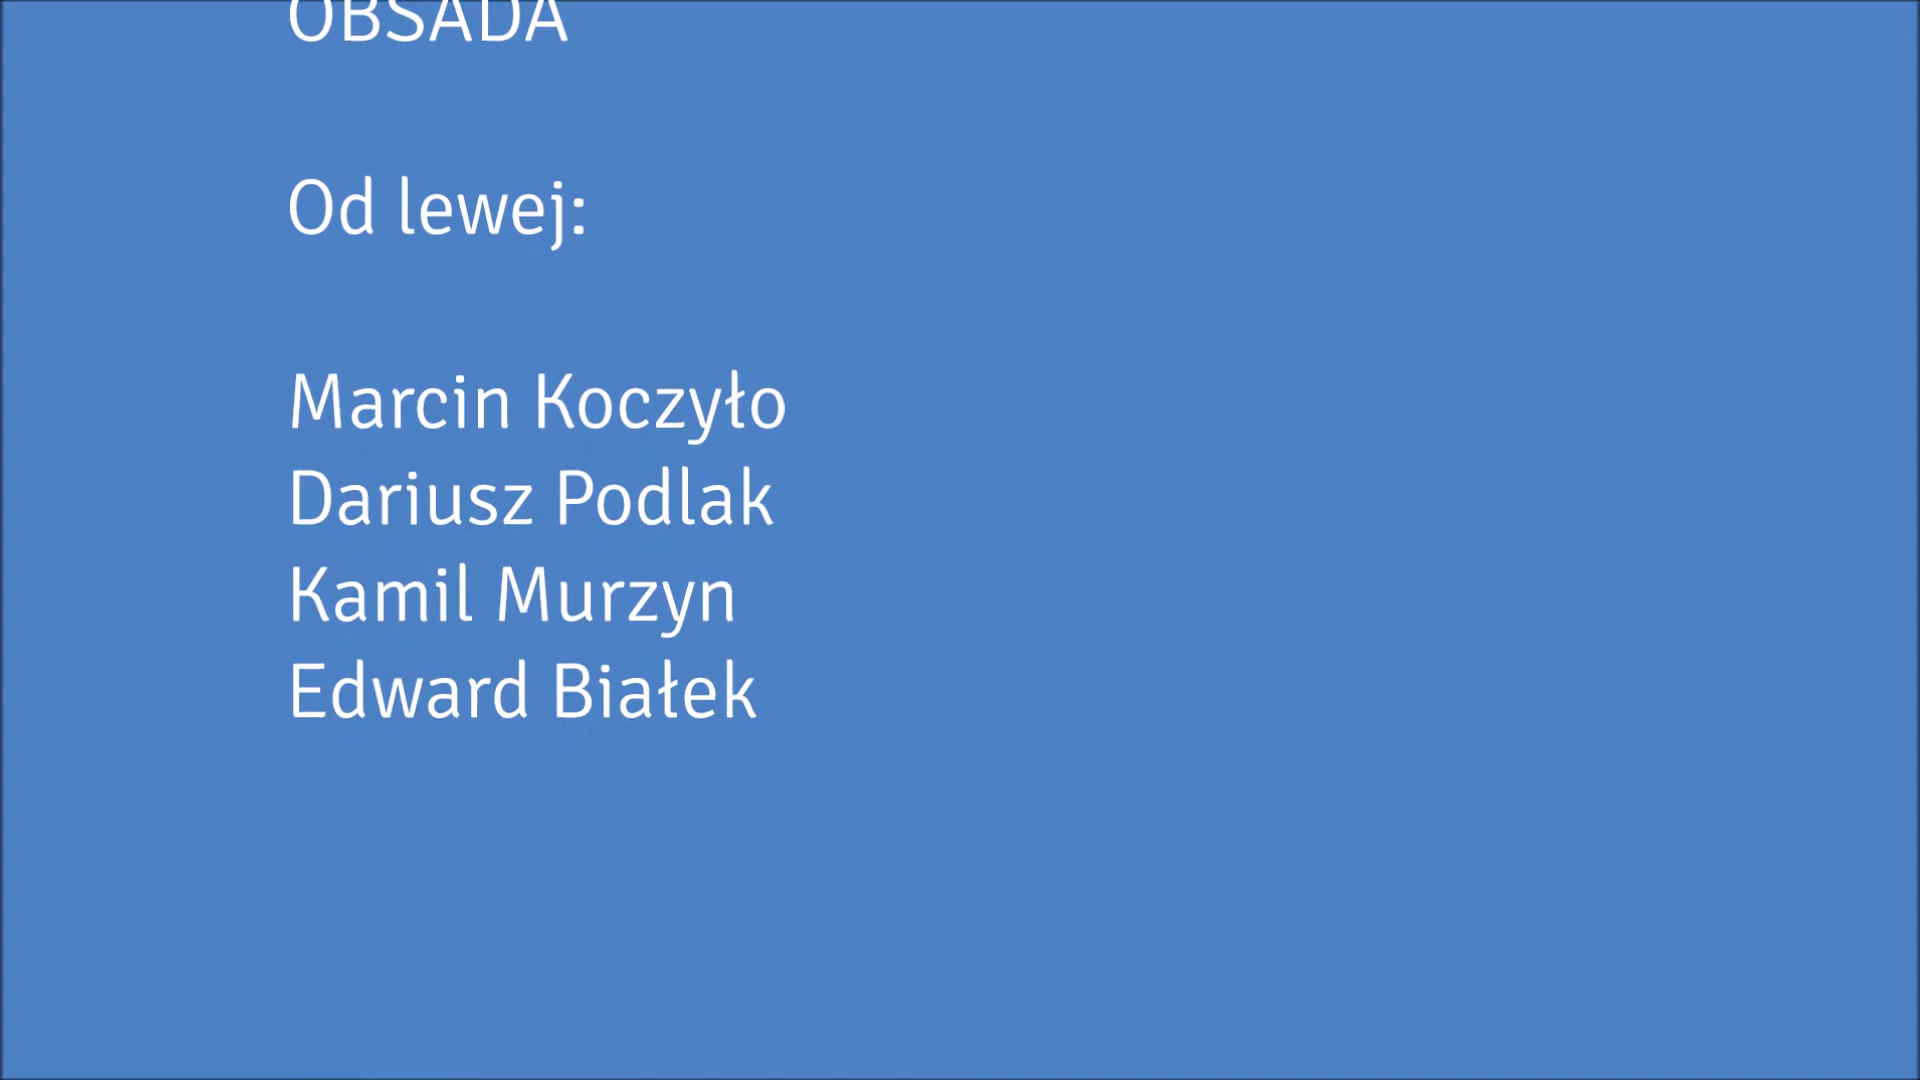 OBSADA
Od lewej:
Marcin Koczyło
Dariusz Podlak
Kamil Murzyn
Edward Białek